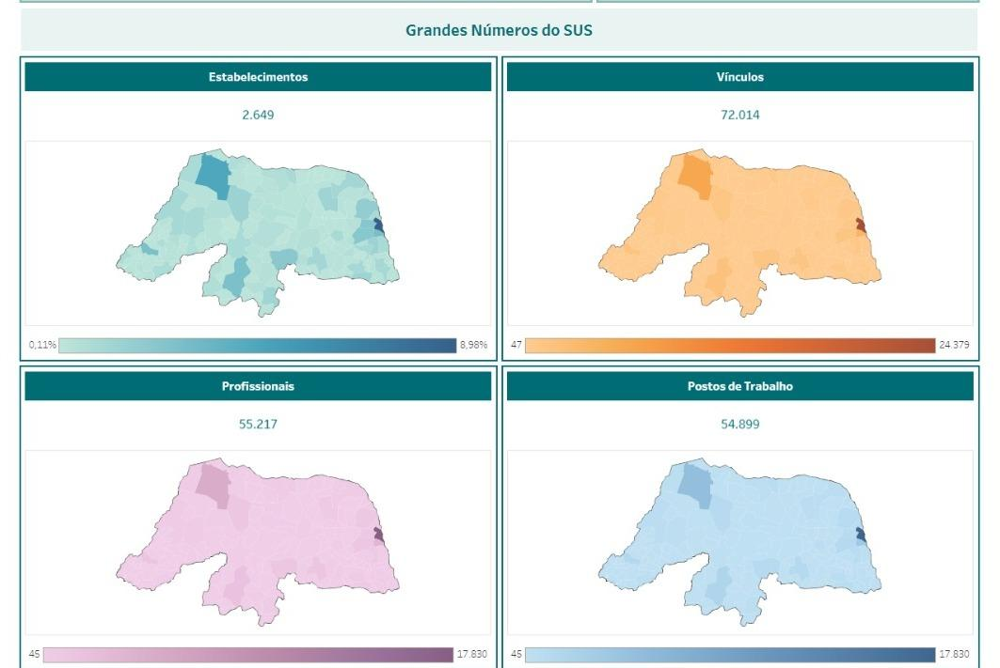 Grandes Números do SUS
Estabelecimentos
2.649
0,11%
8,98%
Vínculos
72.014
47
24.379
Profissionais
55.217
45
17.830
Postos de Trabalho
54.899
45
17.830